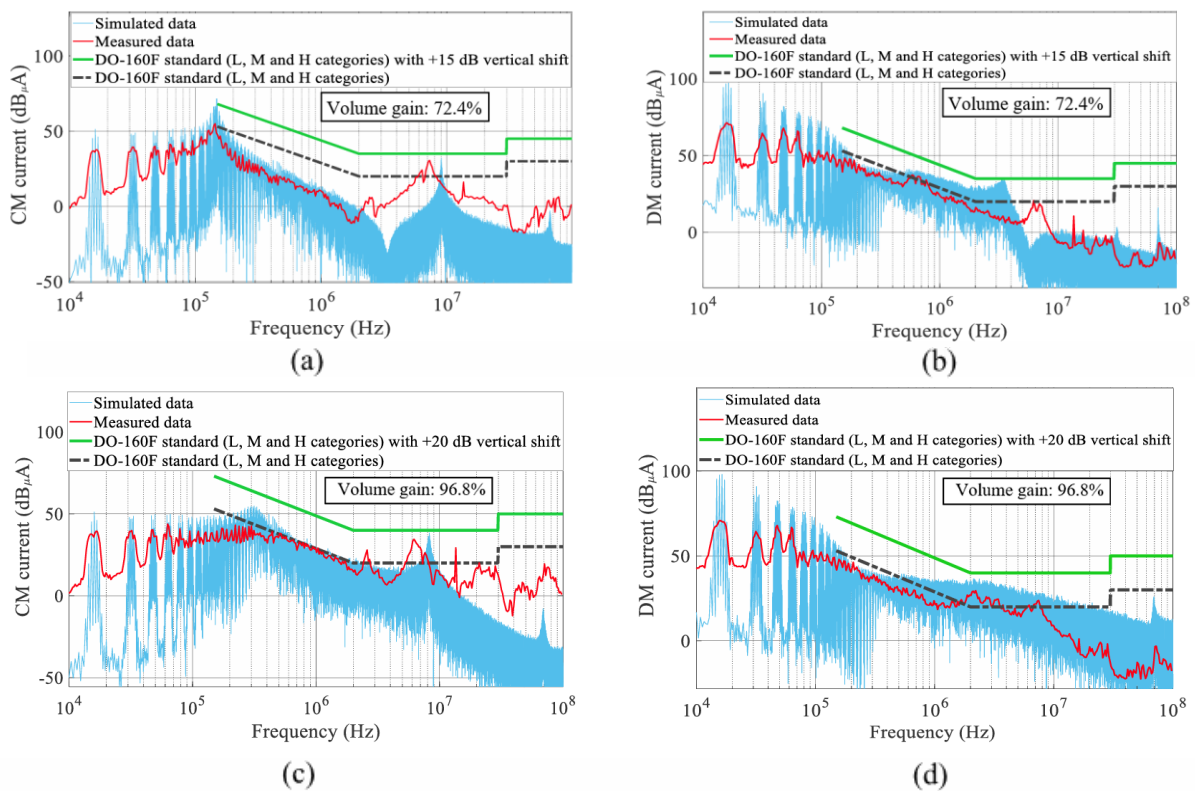 Simulated data
Measured data
DO-160F standard (L, M and H categories) with +15 dB vertical shift
DO-160F standard (L, M and H categories)
Volume gain: 72.4%
CM current (dBμA)
100
50
0
-50
10^4
10^5
10^6
10^7
Frequency (Hz)
(a)
Simulated data
Measured data
DO-160F standard (L, M and H categories) with +15 dB vertical shift
DO-160F standard (L, M and H categories)
Volume gain: 72.4%
DM current (dBμA)
100
50
0
10^4
10^5
10^6
10^7
10^8
Frequency (Hz)
(b)
Simulated data
Measured data
DO-160F standard (L, M and H categories) with +20 dB vertical shift
DO-160F standard (L, M and H categories)
Volume gain: 96.8%
CM current (dBμA)
100
50
0
-50
10^4
10^5
10^6
10^7
10^8
Frequency (Hz)
(c)
Simulated data
Measured data
DO-160F standard (L, M and H categories) with +20 dB vertical shift
DO-160F standard (L, M and H categories)
Volume gain: 96.8%
DM current (dBμA)
100
50
0
10^4
10^5
10^6
10^7
10^8
Frequency (Hz)
(d)